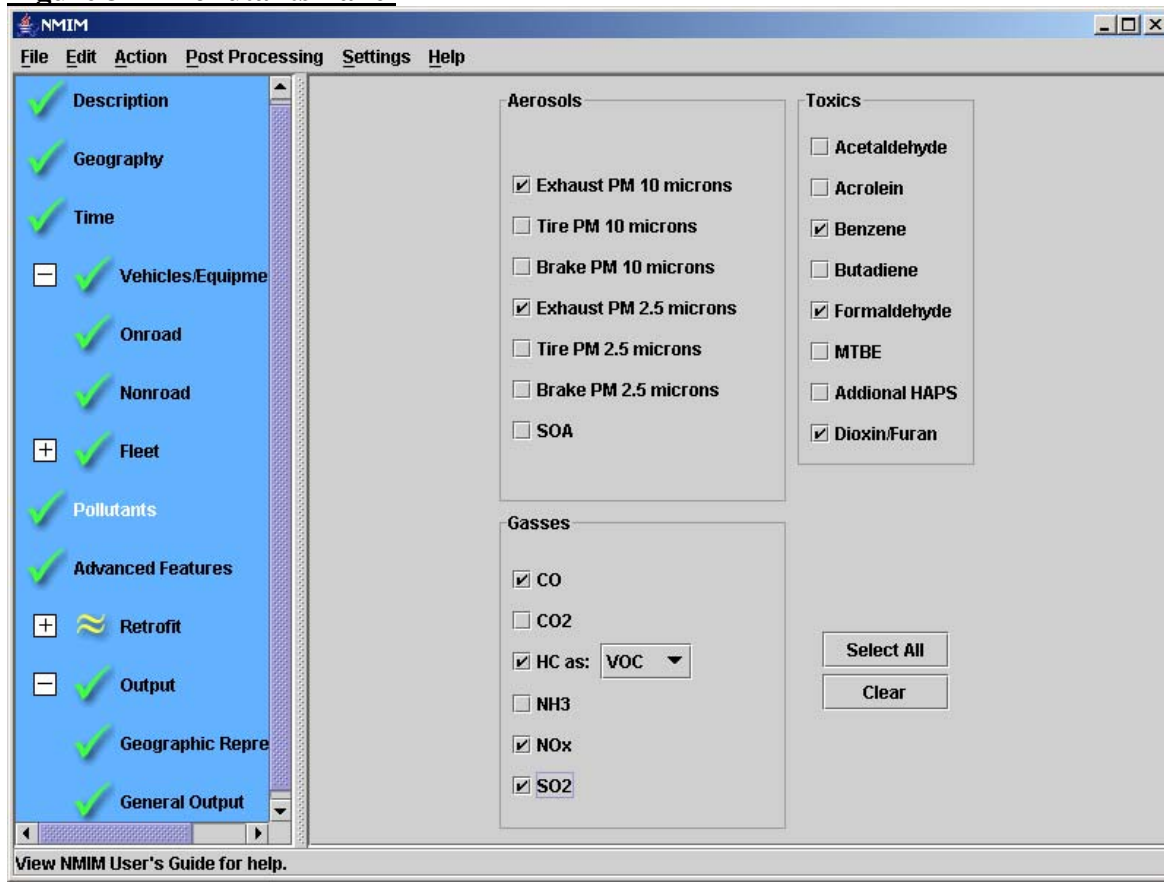 NMIM
File Edit Action Post Processing Settings Help
Description
Geography
Time
Vehicles/Equipme
Onroad
Nonroad
Fleet
Pollutants
Advanced Features
Retrofit
Output
Geographic Repre
General Output
Aerosols
Exhaust PM 10 microns
Tire PM 10 microns
Brake PM 10 microns
Exhaust PM 2.5 microns
Tire PM 2.5 microns
Brake PM 2.5 microns
SOA
Toxics
Acetaldehyde
Acrolein
Benzene
Butadiene
Formaldehyde
MTBE
Addional HAPS
Dioxin/Furan
Gasses
CO
CO2
HC as: VOC
NH3
NOx
SO2
Select All
Clear
View NMIM User's Guide for help.